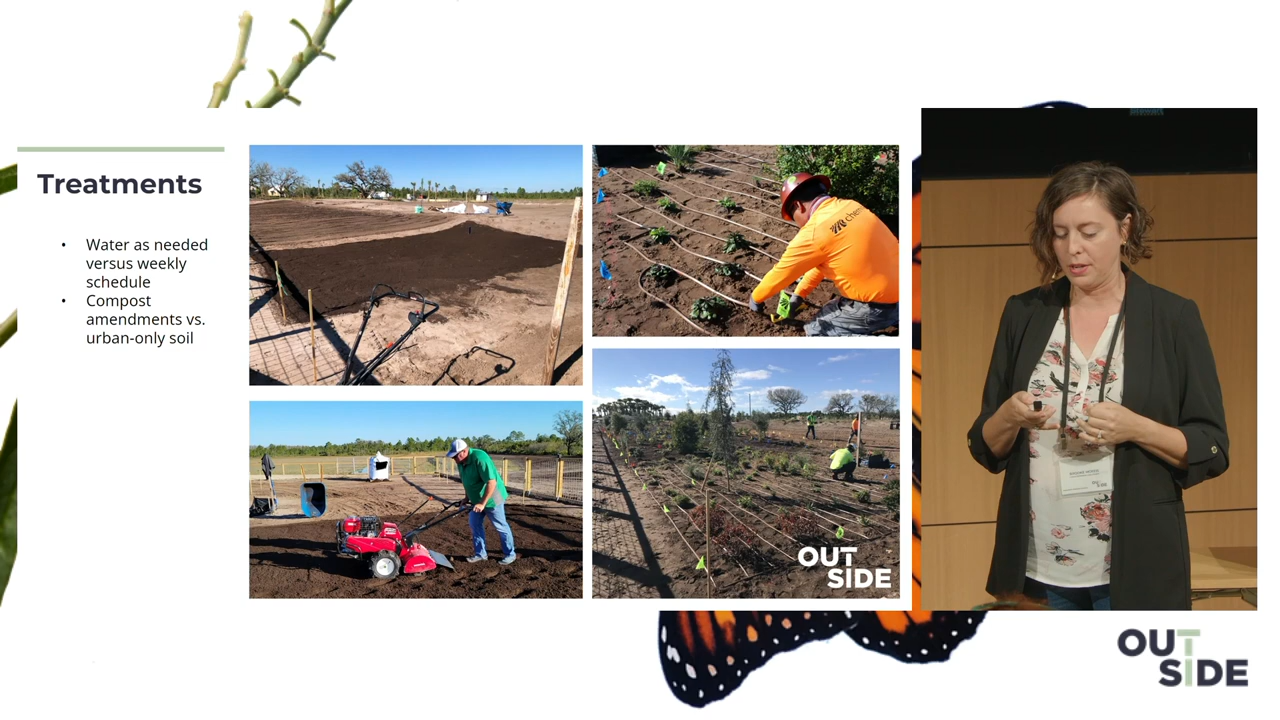 Treatments
• Water as needed
versus weekly
schedule
• Compost
amendments vs.
urban-only soil
OUT
SIDE
OUT
SIDE